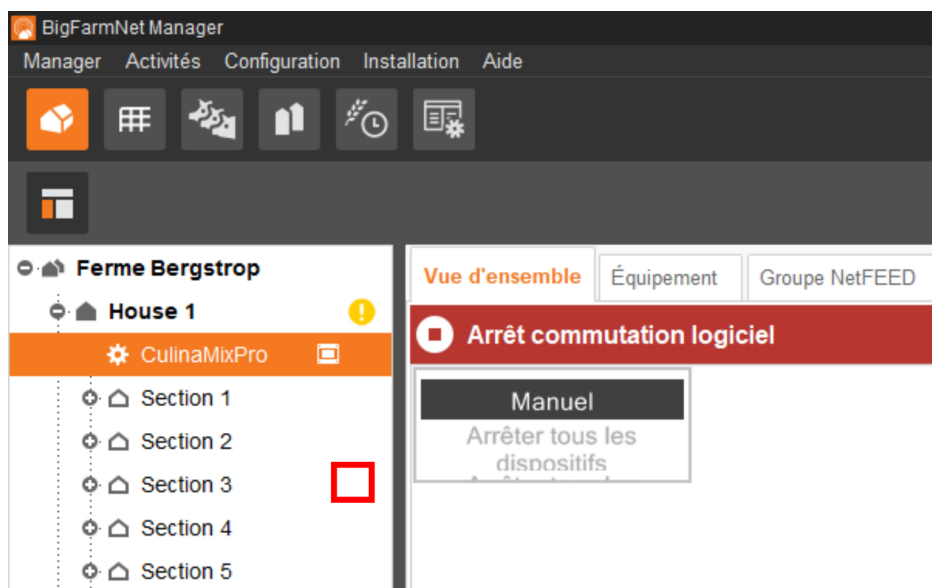 BigFarmNet Manager
Manager Activités Configuration Installation Aide
Ferme Bergstrop
House 1
CulinaMixPro
Section 1
Section 2
Section 3
Section 4
Section 5
Vue d'ensemble Équipement Groupe NetFEED
Arrêt commutation logiciel
Manuel
Arrêter tous les
dispositifs